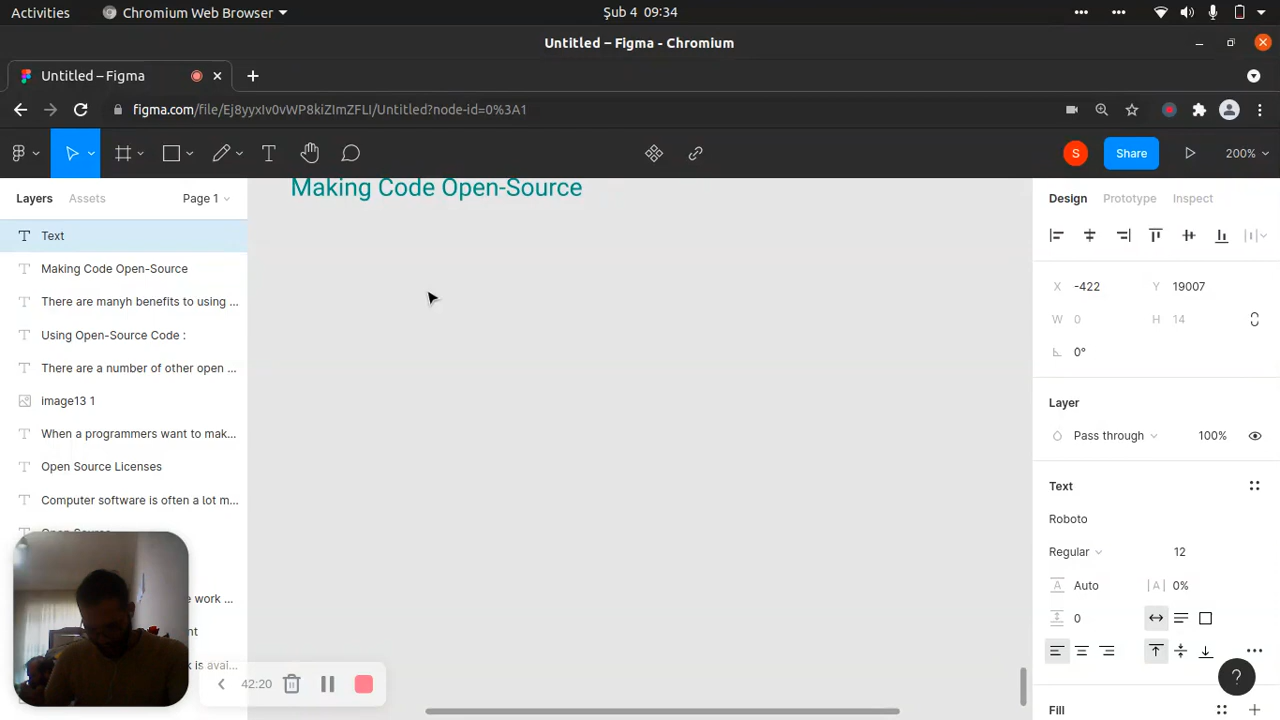 Activities
Chromium Web Browser
Şub 4 09:34
Untitled – Figma - Chromium
Untitled – Figma
figma.com/file/Ej8yyxIv0vWP8kiZImZFLI/Untitled?node-id=0%3A1
S
Share
200%
Layers
Assets
Page 1
Text
Making Code Open-Source
There are manyh benefits to using ...
Using Open-Source Code :
There are a number of other open ...
image13 1
When a programmers want to mak...
Open Source Licenses
Computer software is often a lot m...
Open Source
e work ...
nt
k is avai...
42:20
Making Code Open-Source
Design
Prototype
Inspect
X
-422
Y
19007
W
0
H
14
0°
Layer
Pass through
100%
Text
Roboto
Regular
12
A
Auto
A
0%
0
?
Fill